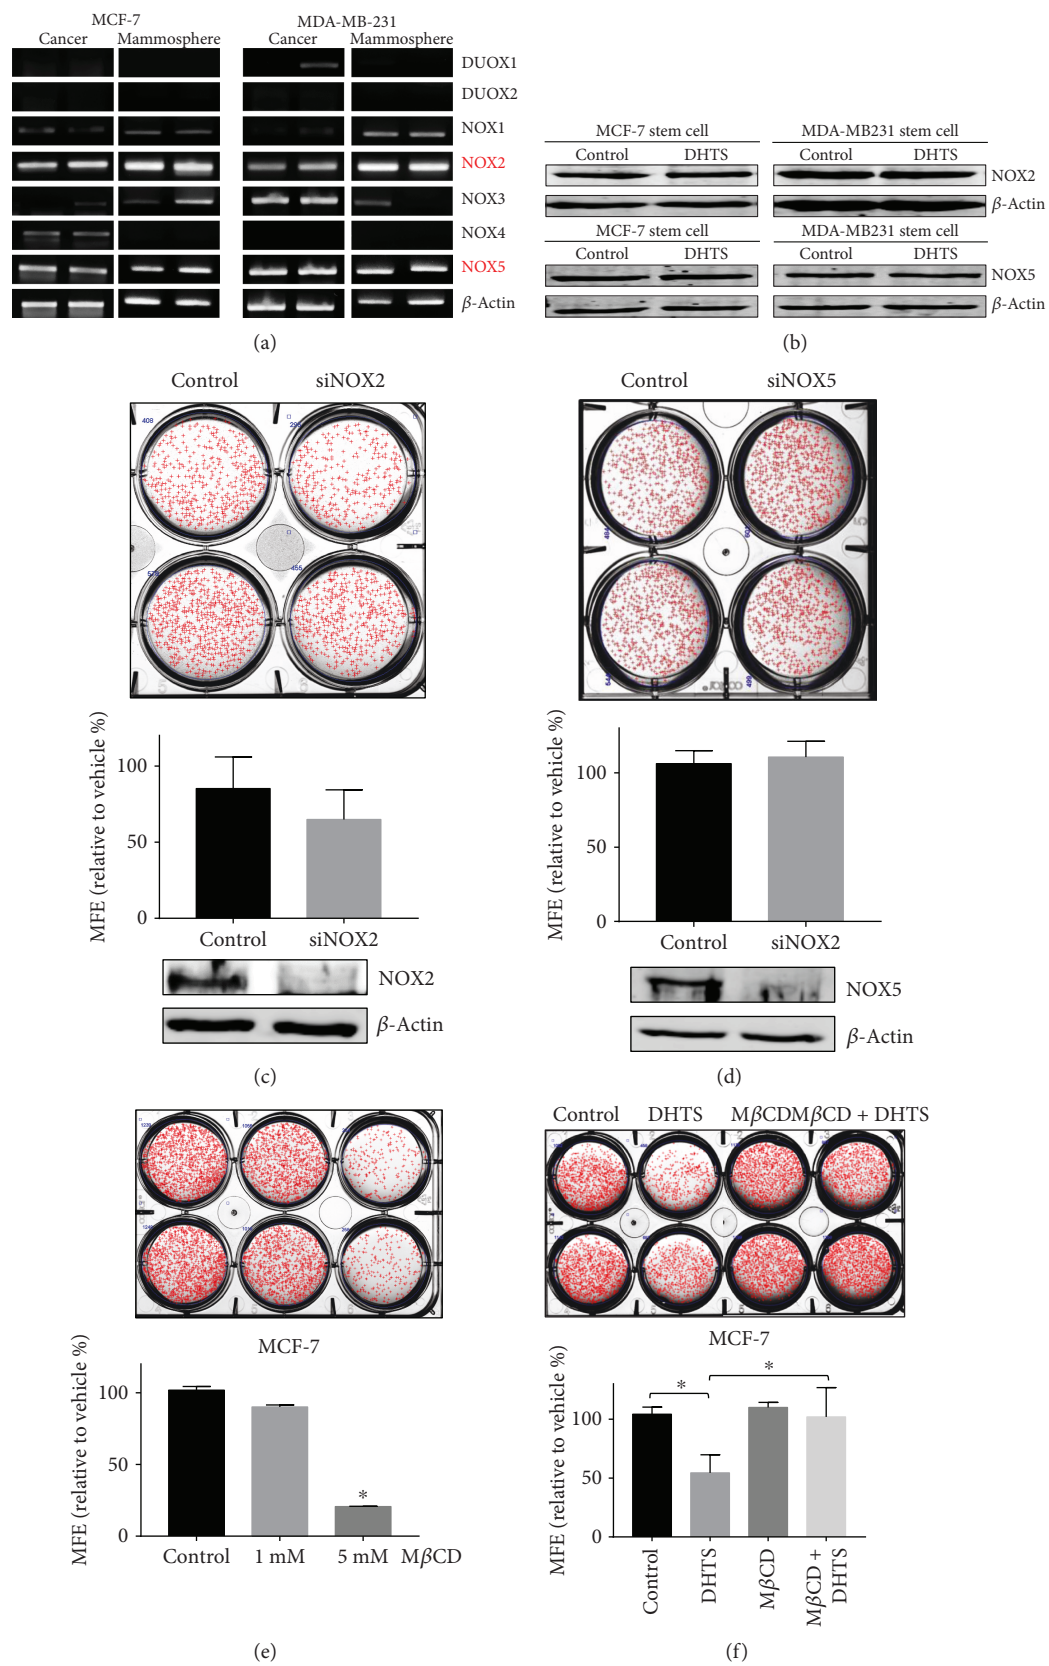 MCF-7 MDA-MB-231
Cancer Mammosphere Cancer Mammosphere
DUOX1
DUOX2
NOX1
NOX2
NOX3
NOX4
NOX5
β-Actin
(a)
MCF-7 stem cell MDA-MB231 stem cell
Control DHTS Control DHTS
NOX2
β-Actin
MCF-7 stem cell MDA-MB231 stem cell
Control DHTS Control DHTS
NOX5
β-Actin
(b)
Control siNOX2
408
455
MFE (relative to vehicle %)
100
50
0
Control siNOX2
NOX2
β-Actin
(c)
Control siNOX5
MFE (relative to vehicle %)
100
50
0
Control siNOX2
NOX5
β-Actin
(d)
MCF-7
MFE (relative to vehicle %)
100
50
0
*
Control 1 mM 5 mM MβCD
(e)
Control DHTS MβCDMβCD + DHTS
MCF-7
MFE (relative to vehicle %)
100
50
0
* *
Control
DHTS
MβCD
MβCD +
DHTS
(f)